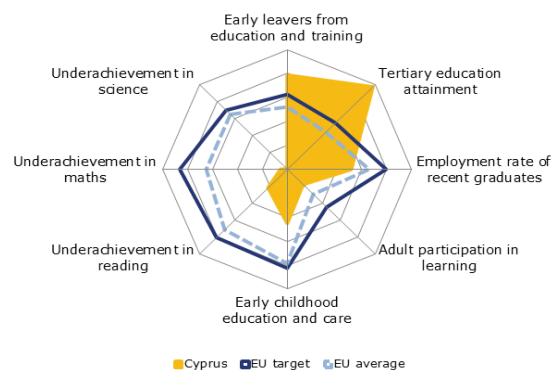 Early leavers from
education and training
Underachievement in
science
Tertiary education
attainment
Underachievement in
maths
Employment rate of
recent graduates
Underachievement in
reading
Adult participation in
learning
Early childhood
education and care
Cyprus EU target EU average